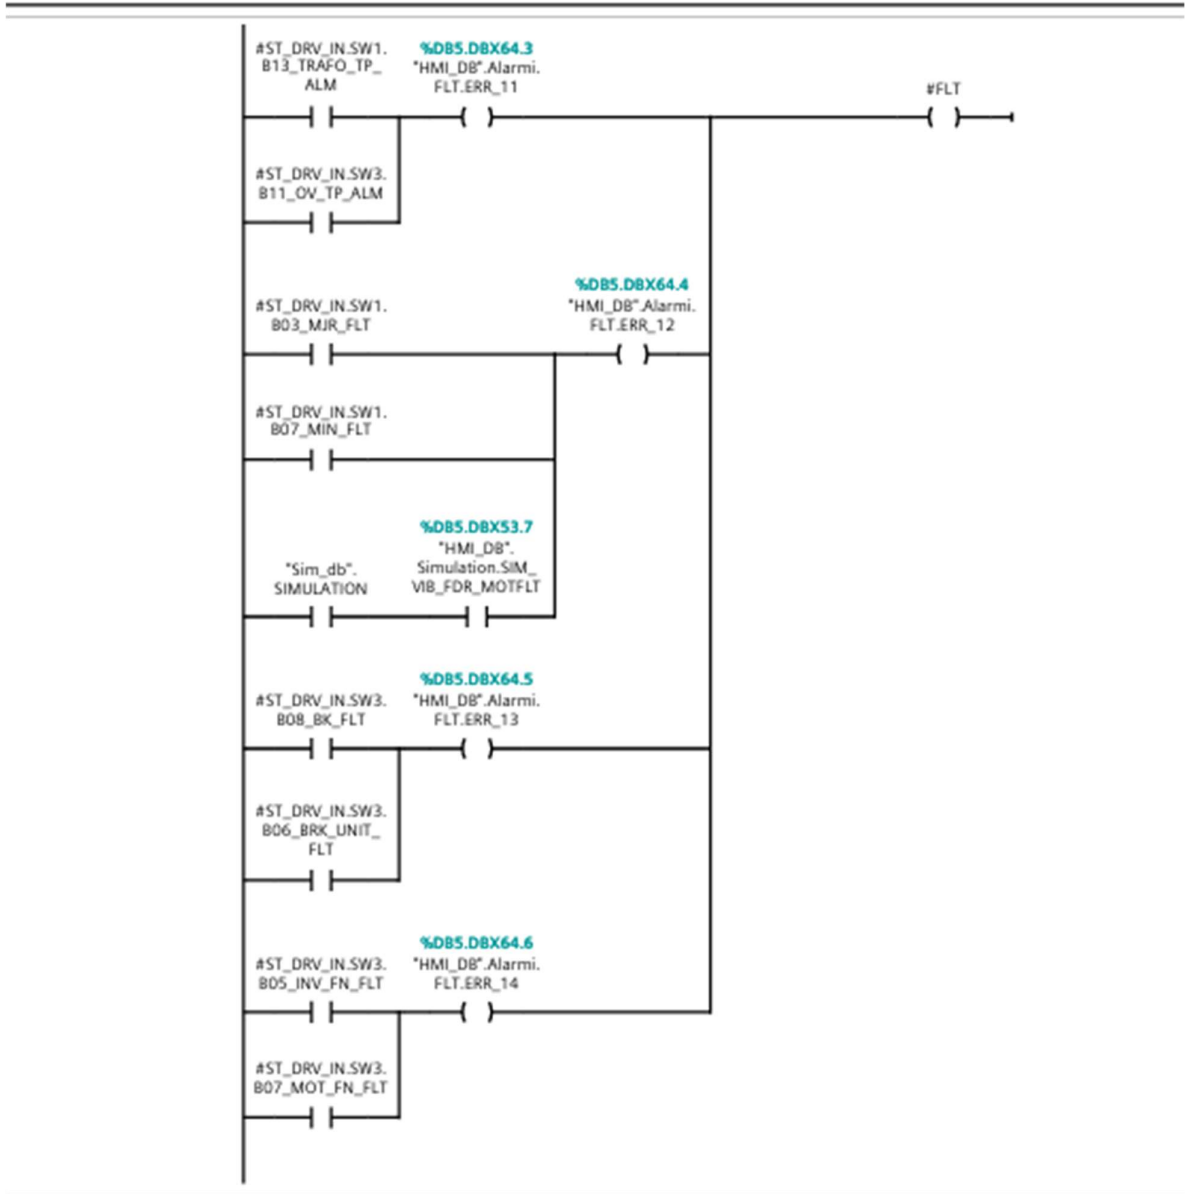 #ST_DRV_IN.SW1.
B13_TRAFO_TP_
ALM
%DB5.DBX64.3
"HMI_DB".Alarmi.
FLT.ERR_11
#FLT
#ST_DRV_IN.SW3.
B11_OV_TP_ALM
%DB5.DBX64.4
"HMI_DB".Alarmi.
FLT.ERR_12
#ST_DRV_IN.SW1.
B03_MJR_FLT
#ST_DRV_IN.SW1.
B07_MIN_FLT
"Sim_db".
SIMULATION
%DB5.DBX53.7
"HMI_DB".
Simulation.SIM_
VIB_FDR_MOTFLT
#ST_DRV_IN.SW3.
B08_BK_FLT
%DB5.DBX64.5
"HMI_DB".Alarmi.
FLT.ERR_13
#ST_DRV_IN.SW3.
B06_BRK_UNIT_
FLT
#ST_DRV_IN.SW3.
B05_INV_FN_FLT
%DB5.DBX64.6
"HMI_DB".Alarmi.
FLT.ERR_14
#ST_DRV_IN.SW3.
B07_MOT_FN_FLT